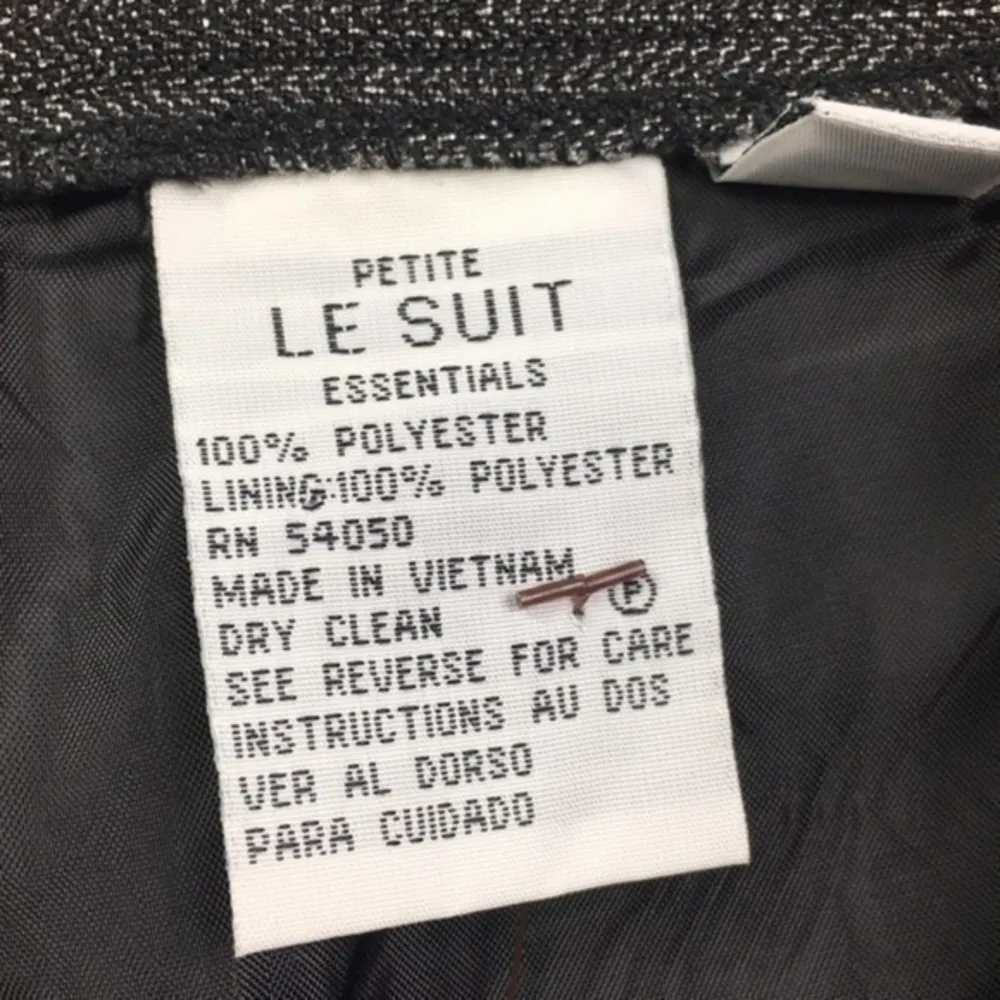 PETITE
LE SUIT
ESSENTIALS
100% POLYESTER
LINING:100% POLYESTER
RN 54050
MADE IN VIETNAM
DRY CLEAN Ⓟ
SEE REVERSE FOR CARE
INSTRUCTIONS AU DOS
VER AL DORSO
PARA CUIDADO